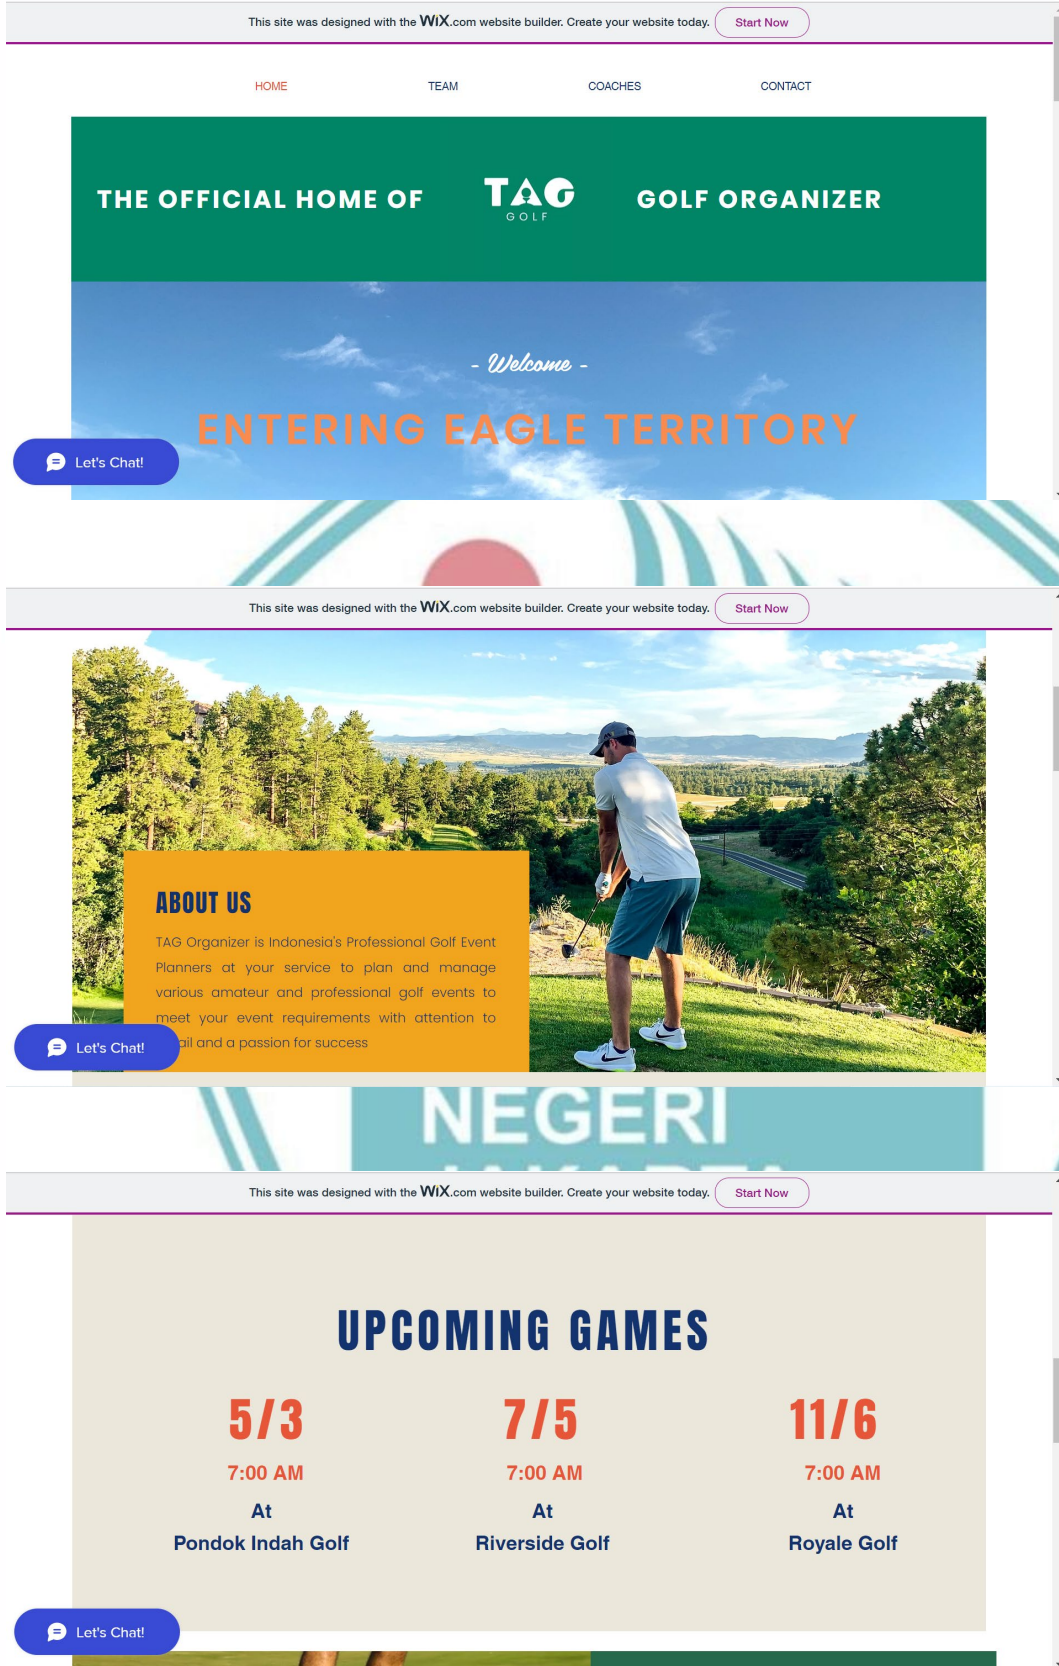 This site was designed with the WiX.com website builder. Create your website today. Start Now
HOME TEAM COACHES CONTACT
THE OFFICIAL HOME OF TAG GOLF GOLF ORGANIZER
- Welcome -
ENTERING EAGLE TERRITORY
Let's Chat!
This site was designed with the WiX.com website builder. Create your website today. Start Now
ABOUT US
TAG Organizer is Indonesia's Professional Golf Event
Planners at your service to plan and manage
various amateur and professional golf events to
meet your event requirements with attention to
ail and a passion for success
Let's Chat!
NEGERI
JAKARTA
This site was designed with the WiX.com website builder. Create your website today. Start Now
UPCOMING GAMES
5/3 7/5 11/6
7:00 AM 7:00 AM 7:00 AM
At At At
Pondok Indah Golf Riverside Golf Royale Golf
Let's Chat!